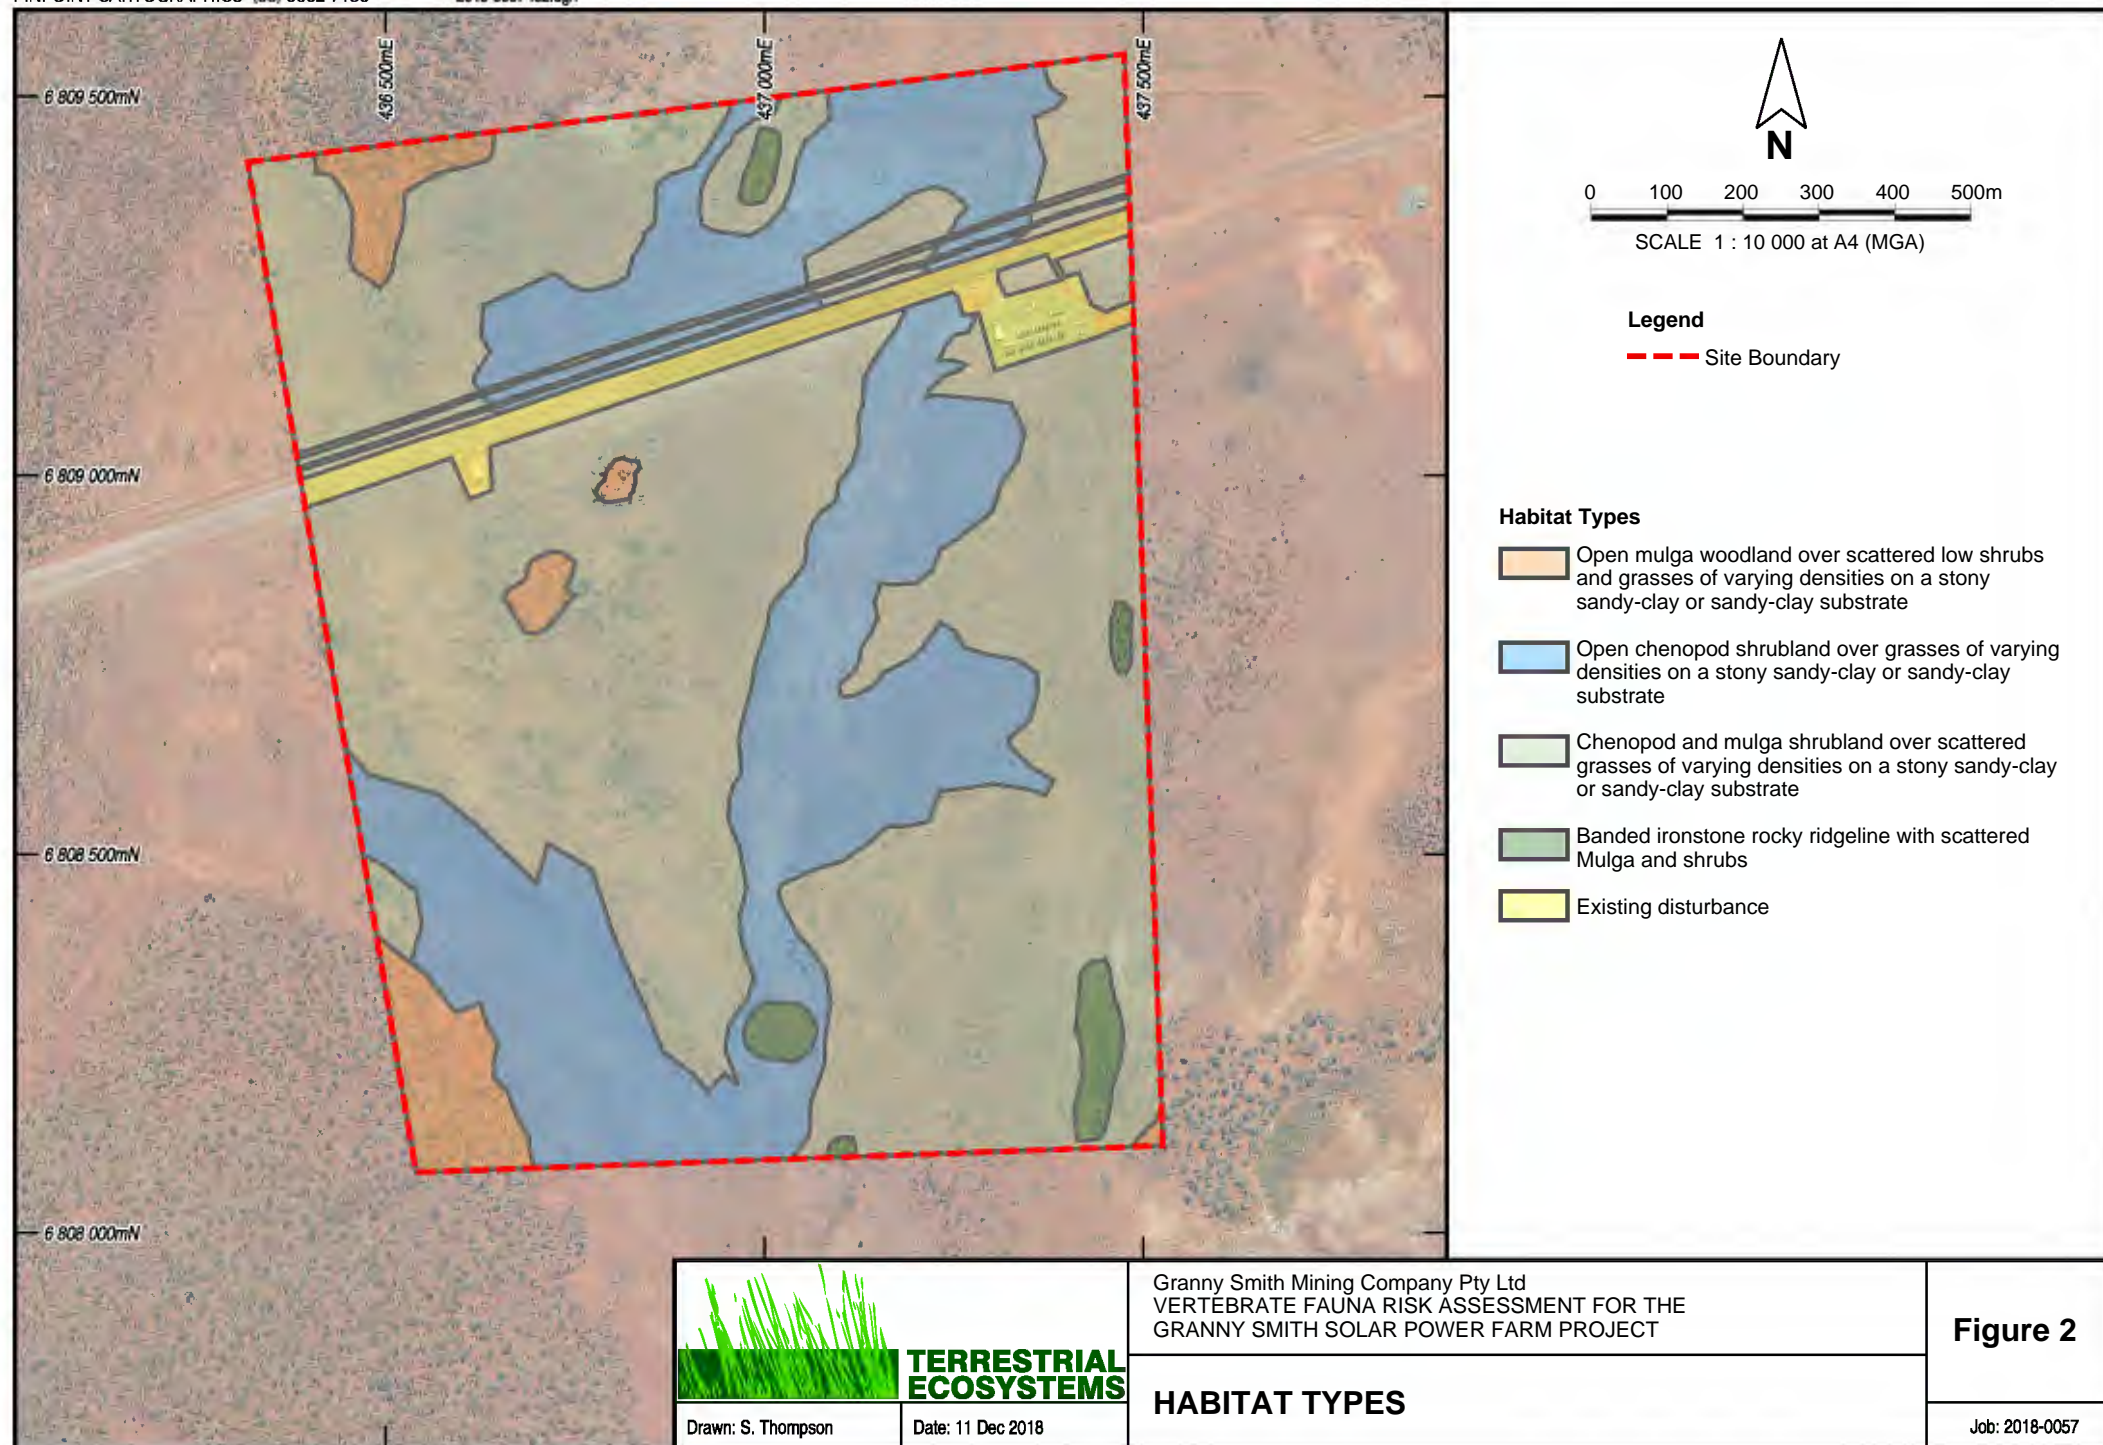 6 809 500mN
6 809 000mN
6 808 500mN
6 808 000mN
436 500mE
437 000mE
437 500mE
N
0 100 200 300 400 500m
SCALE 1 : 10 000 at A4 (MGA)
Legend
Site Boundary
Habitat Types
Open mulga woodland over scattered low shrubs
and grasses of varying densities on a stony
sandy-clay or sandy-clay substrate
Open chenopod shrubland over grasses of varying
densities on a stony sandy-clay or sandy-clay
substrate
Chenopod and mulga shrubland over scattered
grasses of varying densities on a stony sandy-clay
or sandy-clay substrate
Banded ironstone rocky ridgeline with scattered
Mulga and shrubs
Existing disturbance
TERRESTRIAL
ECOSYSTEMS
Drawn: S. Thompson
Date: 11 Dec 2018
Granny Smith Mining Company Pty Ltd
VERTEBRATE FAUNA RISK ASSESSMENT FOR THE
GRANNY SMITH SOLAR POWER FARM PROJECT
HABITAT TYPES
Figure 2
Job: 2018-0057